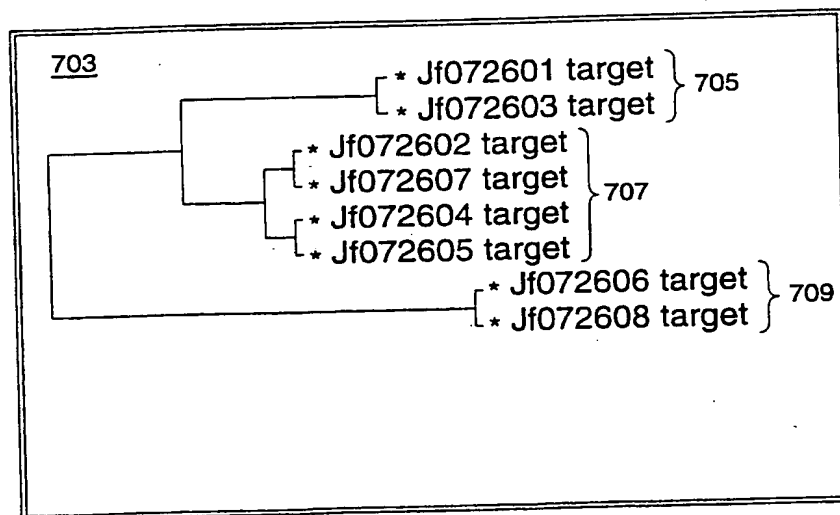 703
* Jf072601 target
* Jf072603 target
705
* Jf072602 target
* Jf072607 target
* Jf072604 target
* Jf072605 target
707
* Jf072606 target
* Jf072608 target
709